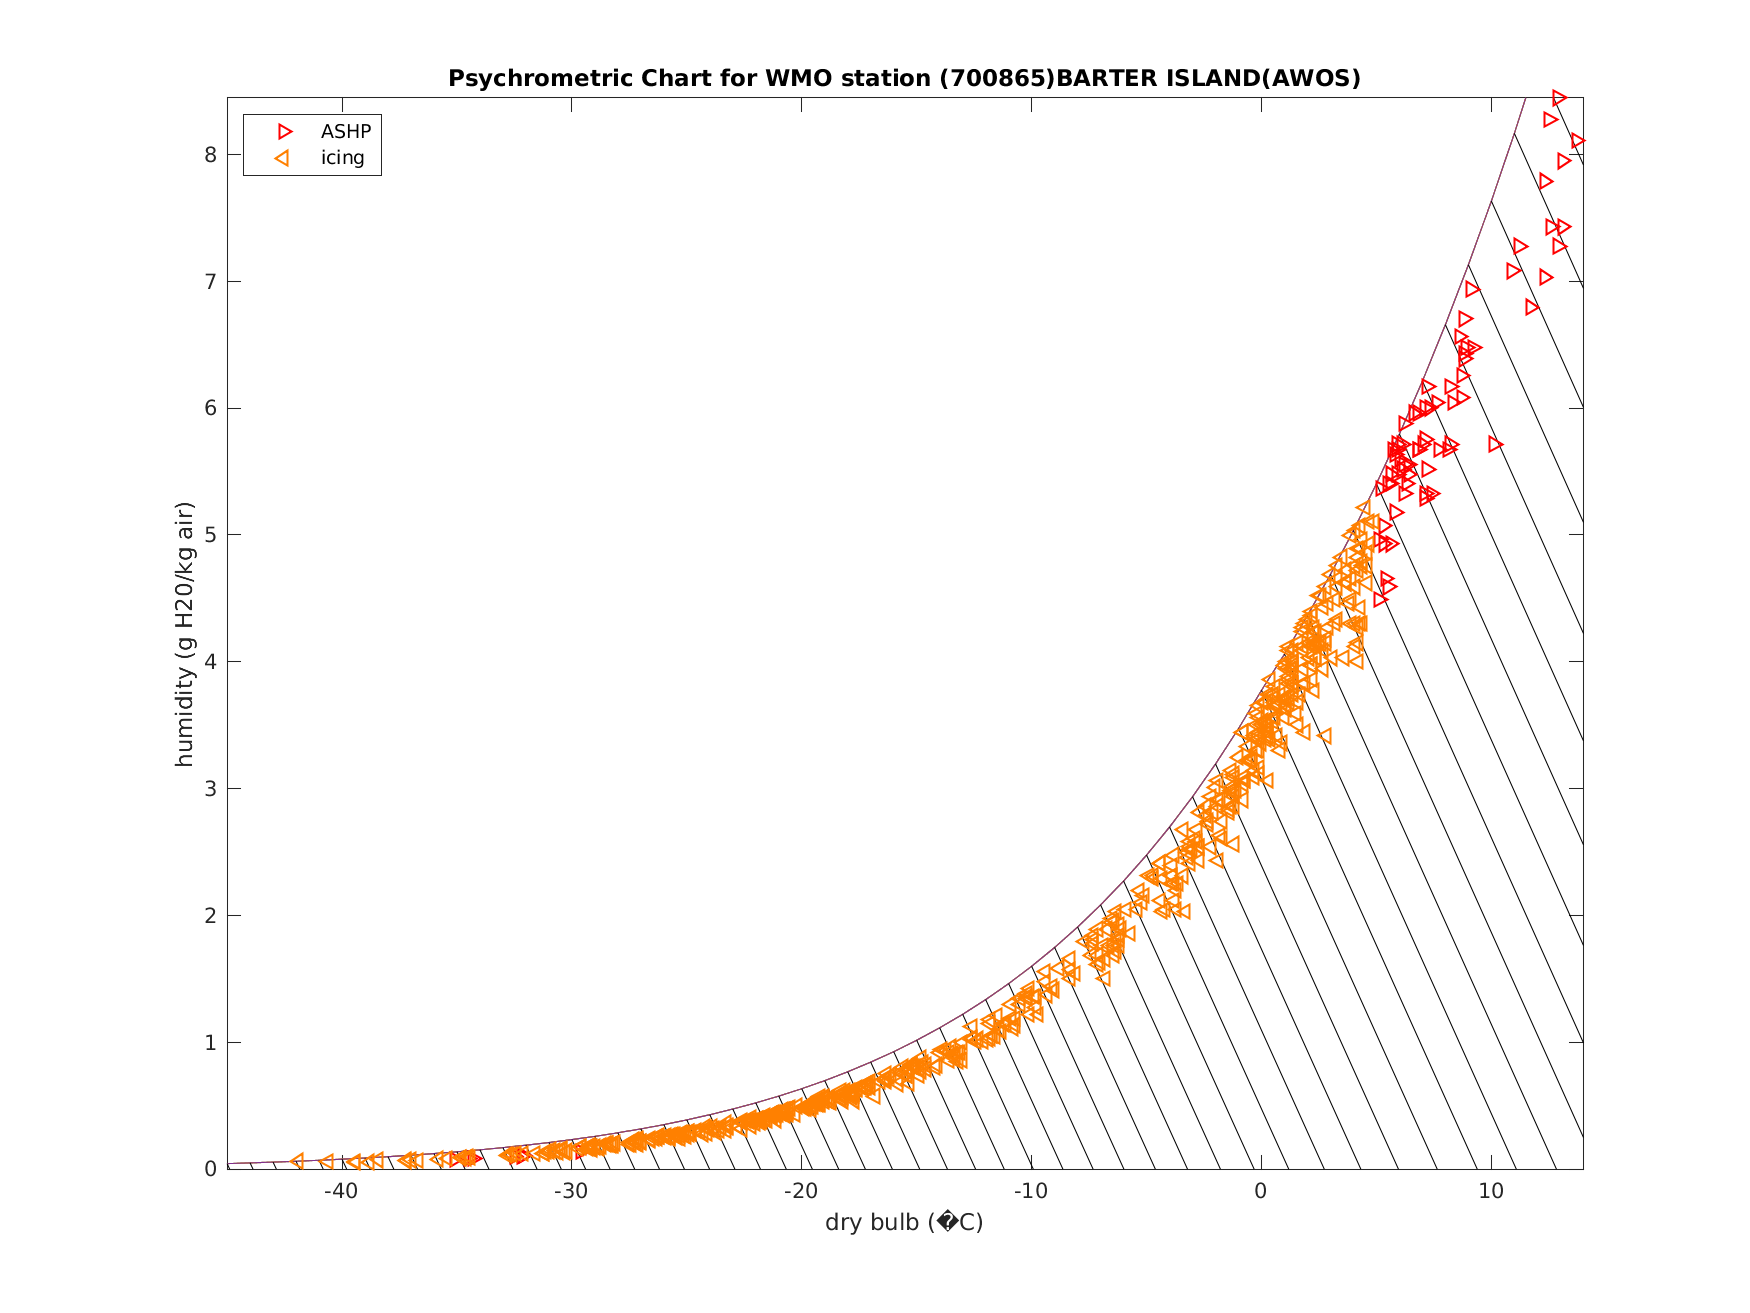 Psychrometric Chart for WMO station (700865)BARTER ISLAND(AWOS)
ASHP
icing
8
7
6
5
4
3
2
1
0
humidity (g H20/kg air)
-40 -30 -20 -10 0 10
dry bulb (�C)